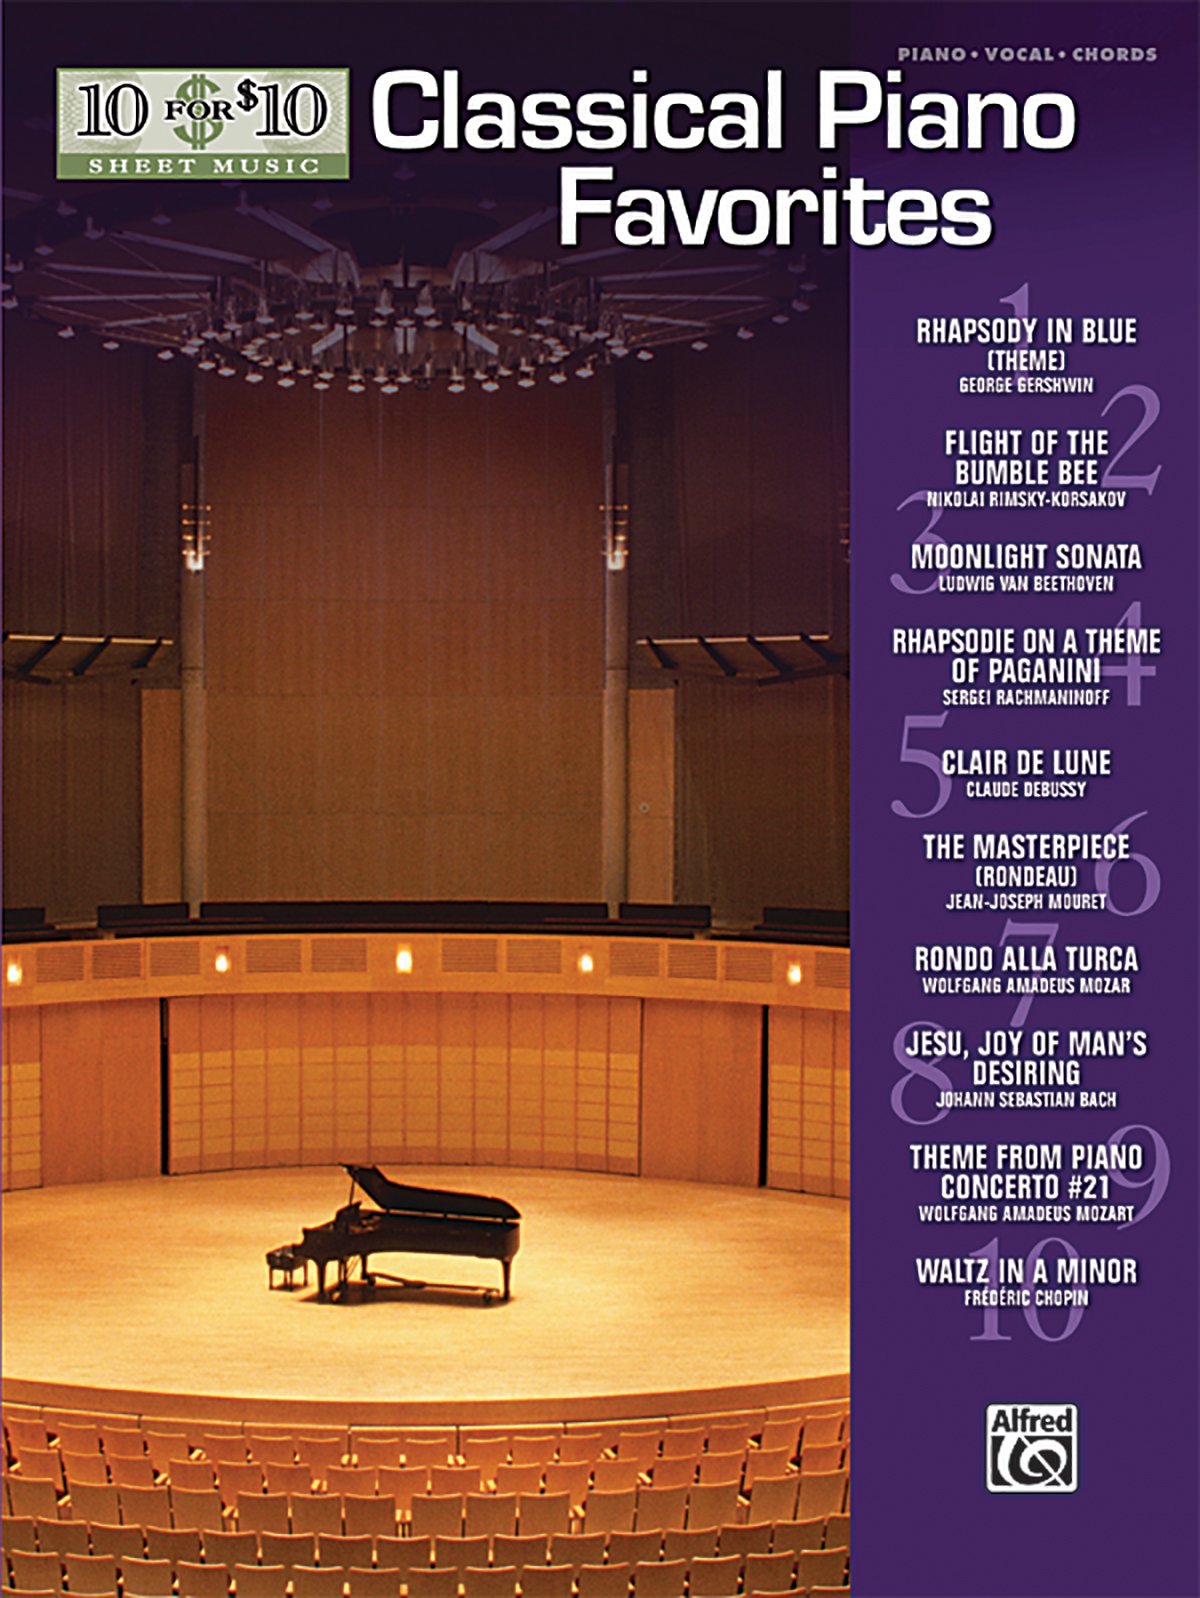 PIANO • VOCAL • CHORDS
10 FOR $10
SHEET MUSIC
Classical Piano
Favorites
1
RHAPSODY IN BLUE
(THEME)
GEORGE GERSHWIN
2
FLIGHT OF THE
BUMBLE BEE
NIKOLAI RIMSKY-KORSAKOV
3
MOONLIGHT SONATA
LUDWIG VAN BEETHOVEN
4
RHAPSODIE ON A THEME
OF PAGANINI
SERGEI RACHMANINOFF
5
CLAIR DE LUNE
CLAUDE DEBUSSY
6
THE MASTERPIECE
(RONDEAU)
JEAN-JOSEPH MOURET
7
RONDO ALLA TURCA
WOLFGANG AMADEUS MOZAR
8
JESU, JOY OF MAN'S
DESIRING
JOHANN SEBASTIAN BACH
9
THEME FROM PIANO
CONCERTO #21
WOLFGANG AMADEUS MOZART
10
WALTZ IN A MINOR
FRÉDÉRIC CHOPIN
Alfred